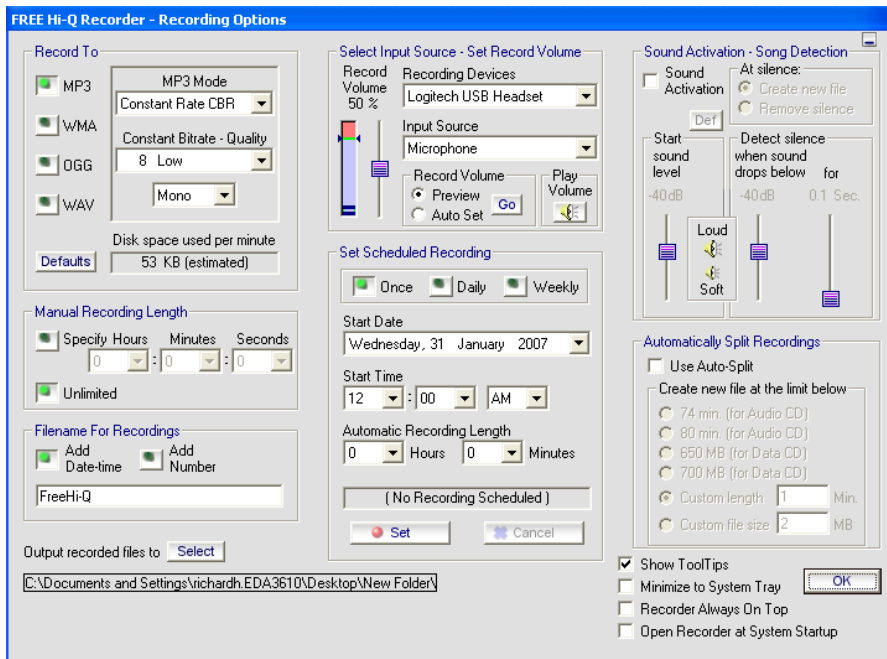 FREE Hi-Q Recorder - Recording Options
Record To
MP3
WMA
OGG
WAV
MP3 Mode
Constant Rate CBR
Constant Bitrate - Quality
8 Low
Mono
Disk space used per minute
Defaults
53 KB (estimated)
Manual Recording Length
Specify Hours Minutes Seconds
0 : 0 : 0
Unlimited
Filename For Recordings
Add Date-time
Add Number
FreeHi-Q
Output recorded files to Select
C:\Documents and Settings\richardh.EDA3610\Desktop\New Folder\
Select Input Source - Set Record Volume
Record Volume
50 %
Recording Devices
Logitech USB Headset
Input Source
Microphone
Record Volume
Preview
Auto Set
Go
Play Volume
Set Scheduled Recording
Once Daily Weekly
Start Date
Wednesday, 31 January 2007
Start Time
12 : 00 AM
Automatic Recording Length
0 Hours 0 Minutes
( No Recording Scheduled )
Set Cancel
Sound Activation - Song Detection
Sound Activation
At silence:
Create new file
Remove silence
Def
Start sound level
-40dB
Detect silence when sound drops below for
-40dB 0.1 Sec.
Loud
Soft
Automatically Split Recordings
Use Auto-Split
Create new file at the limit below
74 min. (for Audio CD)
80 min. (for Audio CD)
650 MB (for Data CD)
700 MB (for Data CD)
Custom length 1 Min.
Custom file size 2 MB
Show ToolTips
Minimize to System Tray
Recorder Always On Top
Open Recorder at System Startup
OK